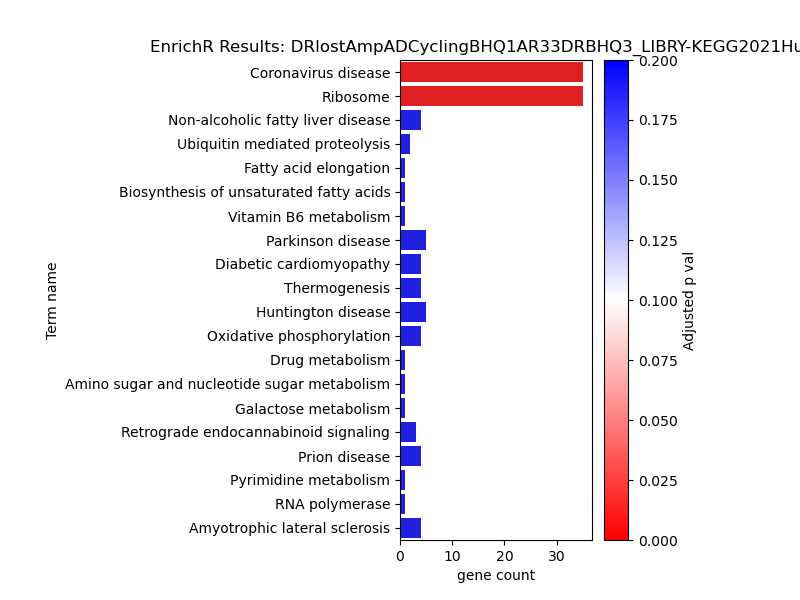 EnrichR Results: DRlostAmpADCyclingBHQ1AR33DRBHQ3_LIBRY-KEGG2021Hu
Coronavirus disease
Ribosome
Non-alcoholic fatty liver disease
Ubiquitin mediated proteolysis
Fatty acid elongation
Biosynthesis of unsaturated fatty acids
Vitamin B6 metabolism
Parkinson disease
Diabetic cardiomyopathy
Thermogenesis
Huntington disease
Oxidative phosphorylation
Drug metabolism
Amino sugar and nucleotide sugar metabolism
Galactose metabolism
Retrograde endocannabinoid signaling
Prion disease
Pyrimidine metabolism
RNA polymerase
Amyotrophic lateral sclerosis
Term name
0 10 20 30
gene count
0.200
0.175
0.150
0.125
0.100
0.075
0.050
0.025
0.000
Adjusted p val